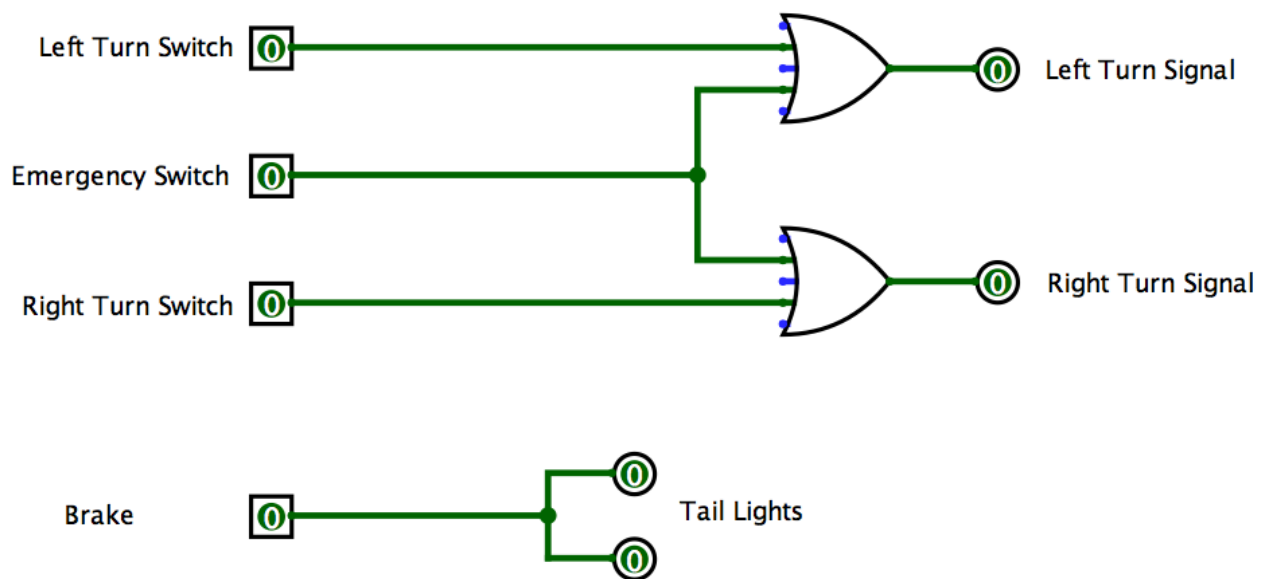 Left Turn Switch 0
0 Left Turn Signal
Emergency Switch 0
Right Turn Switch 0
0 Right Turn Signal
0
Brake 0
Tail Lights
0